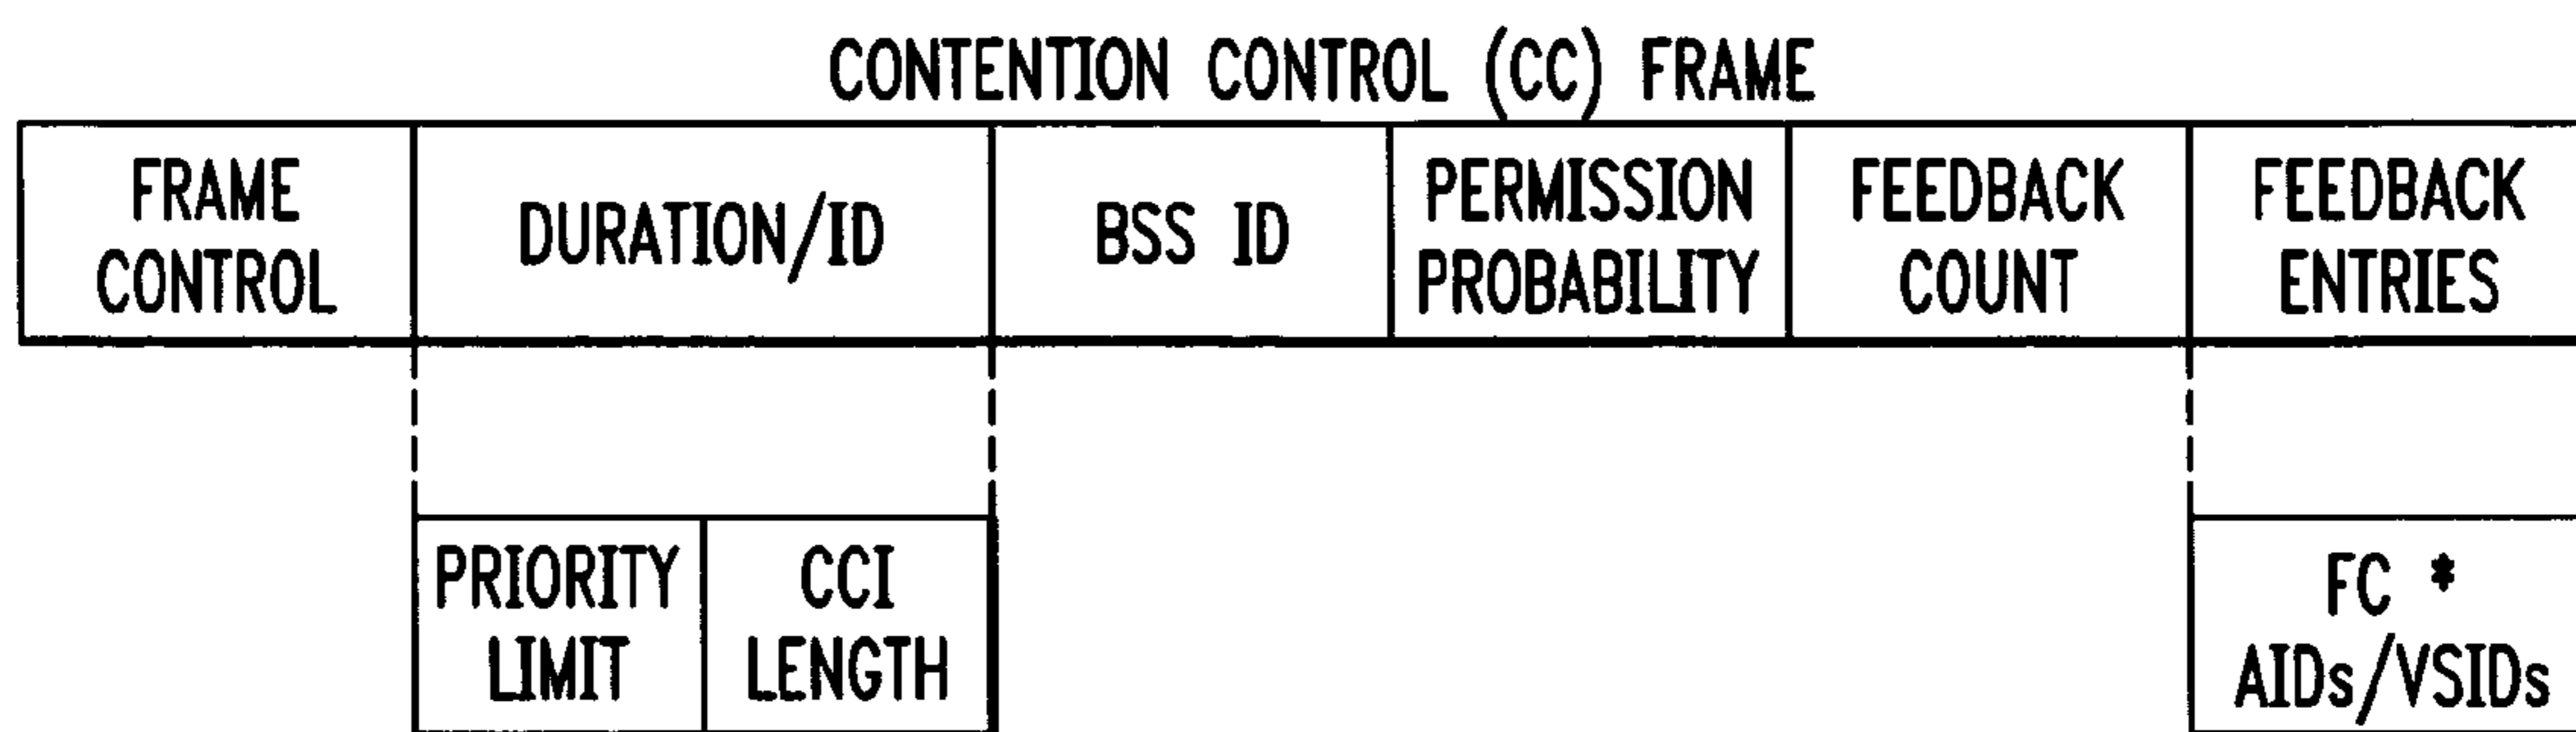 CONTENTION CONTROL (CC) FRAME
FRAME
CONTROL
DURATION/ID
BSS ID
PERMISSION
PROBABILITY
FEEDBACK
COUNT
FEEDBACK
ENTRIES
PRIORITY
LIMIT
CCI
LENGTH
FC *
AIDs/VSIDs